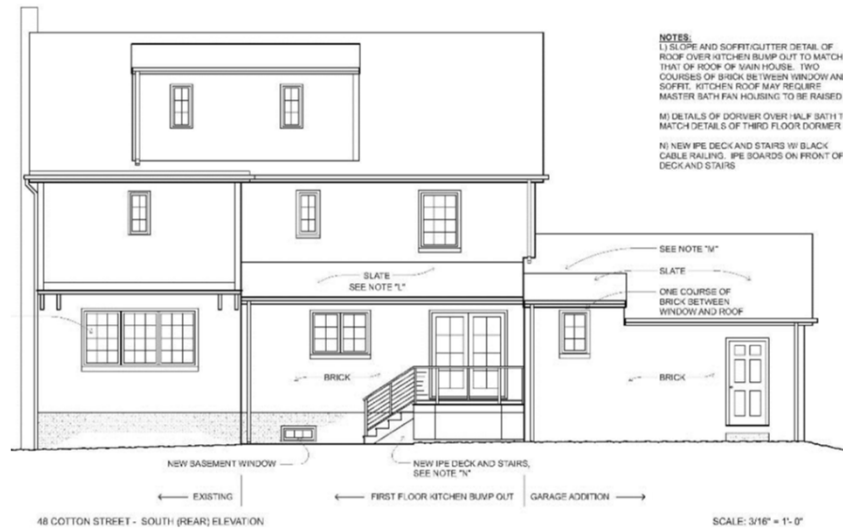 NOTES:
L) SLOPE AND SOFFIT/GUTTER DETAIL OF
ROOF OVER KITCHEN BUMP OUT TO MATCH
THAT OF ROOF OF MAIN HOUSE. TWO
COURSES OF BRICK BETWEEN WINDOW AN
SOFFIT. KITCHEN ROOF MAY REQUIRE
MASTER BATH FAN HOUSING TO BE RAISED
M) DETAILS OF DORMER OVER HALF BATH T
MATCH DETAILS OF THIRD FLOOR DORMER
N) NEW IPE DECK AND STAIRS W/ BLACK
CABLE RAILING. IPE BOARDS ON FRONT OF
DECK AND STAIRS
SEE NOTE "M"
SLATE
SLATE
SEE NOTE "L"
ONE COURSE OF
BRICK BETWEEN
WINDOW AND ROOF
BRICK
BRICK
NEW BASEMENT WINDOW
NEW IPE DECK AND STAIRS,
SEE NOTE "N"
EXISTING
FIRST FLOOR KITCHEN BUMP OUT
GARAGE ADDITION
48 COTTON STREET - SOUTH (REAR) ELEVATION
SCALE: 3/16" = 1'- 0"